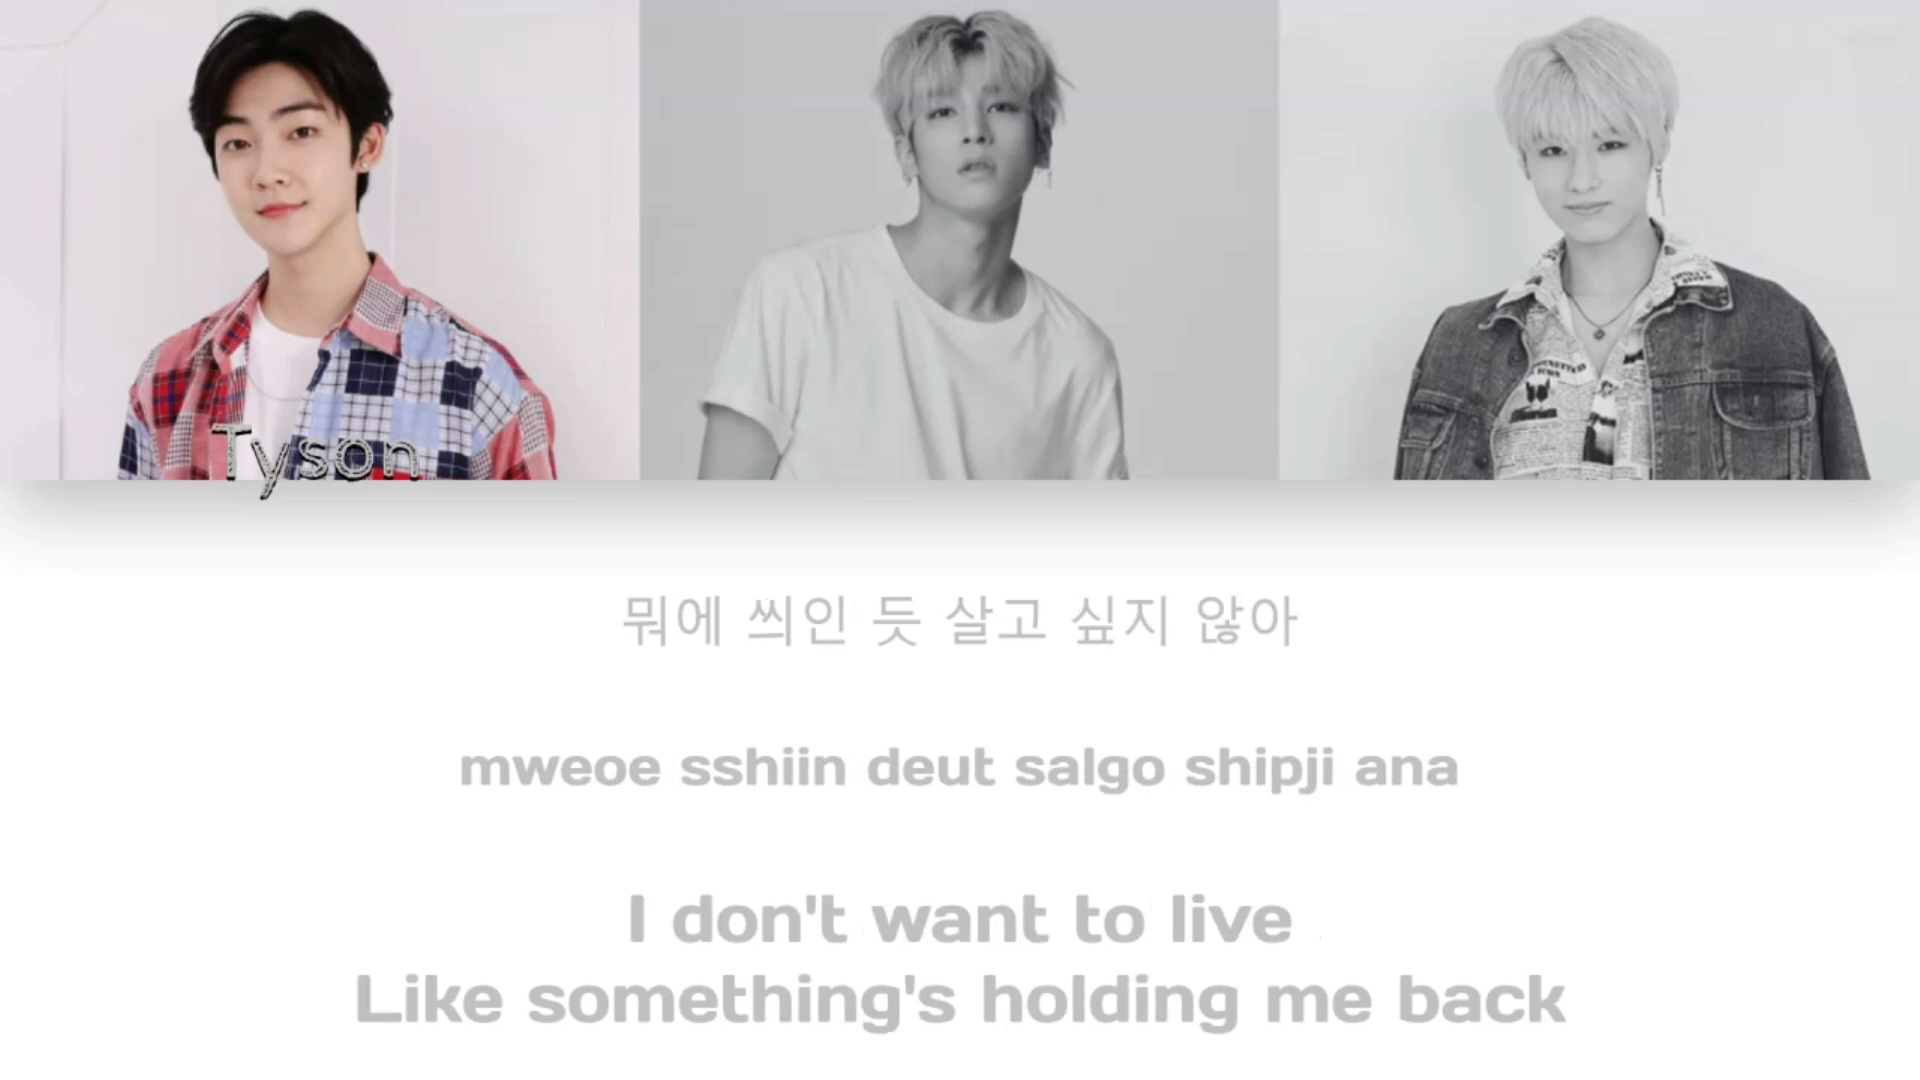 Tyson
뭐에 씌인 듯 살고 싶지 않아
mweoe sshiin deut salgo shipji ana
I don't want to live
Like something's holding me back